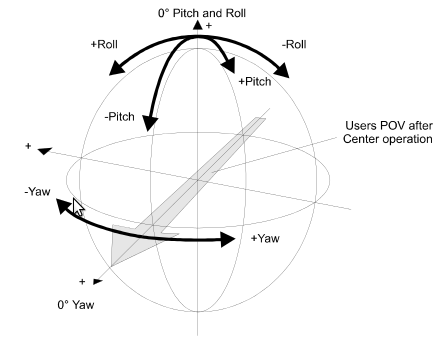 0° Pitch and Roll
+
+Roll
-Roll
+Pitch
-Pitch
Users POV after
Center operation
+
-Yaw
+Yaw
+
0° Yaw